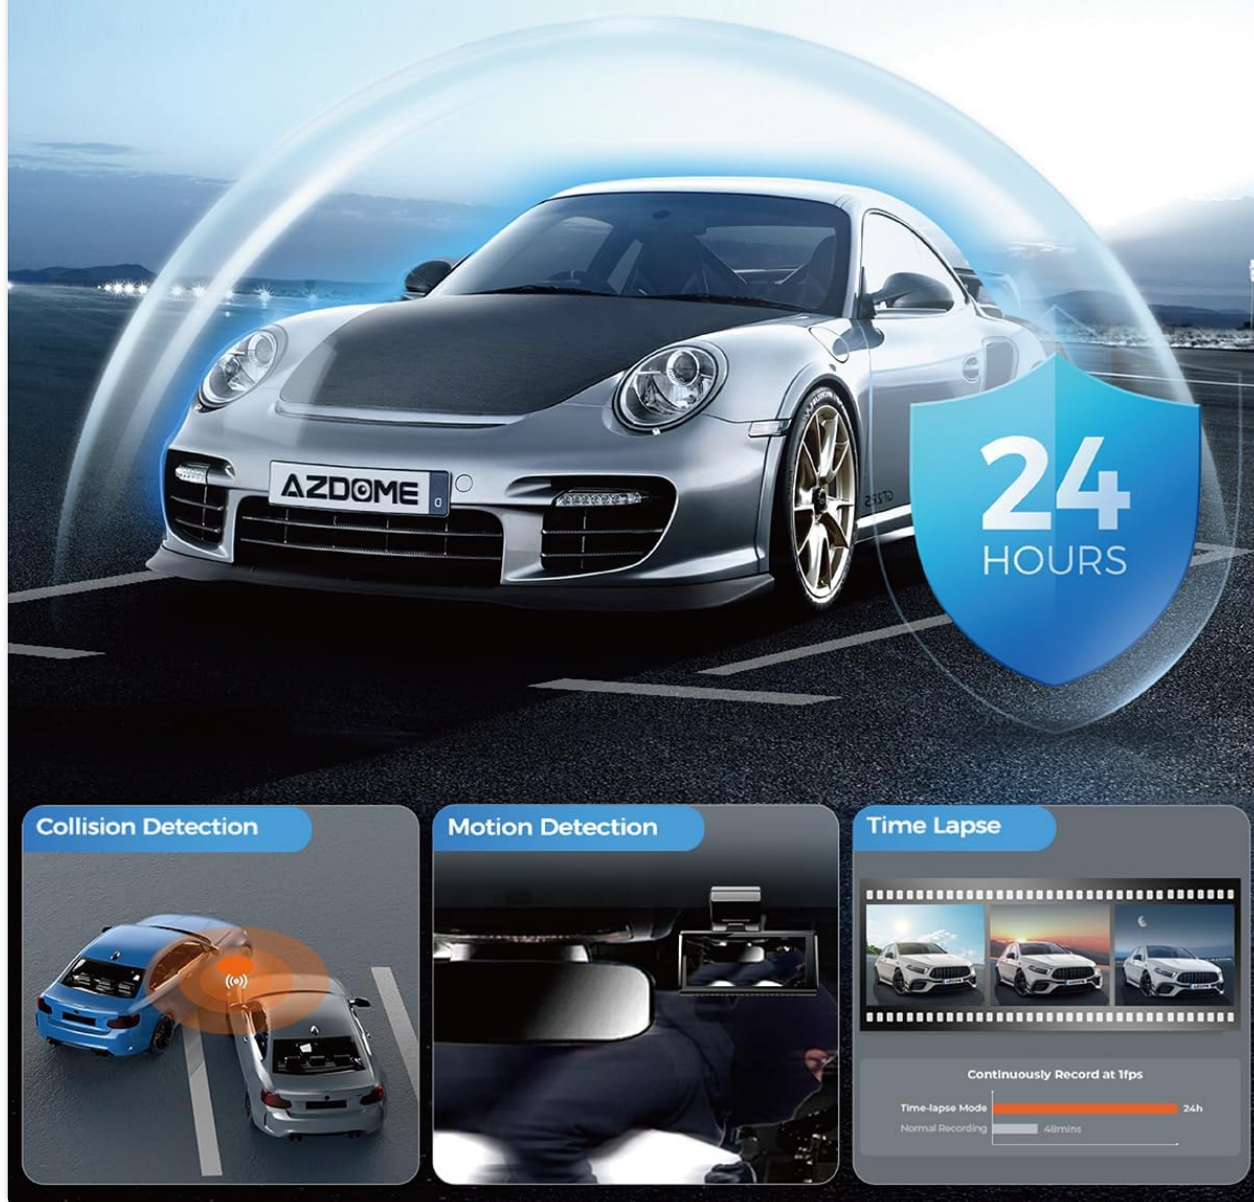 AZDOME
D
GT2RS
24
HOURS
Collision Detection
Motion Detection
Time Lapse
Continuously Record at 1fps
Time-lapse Mode 24h
Normal Recording 48mins